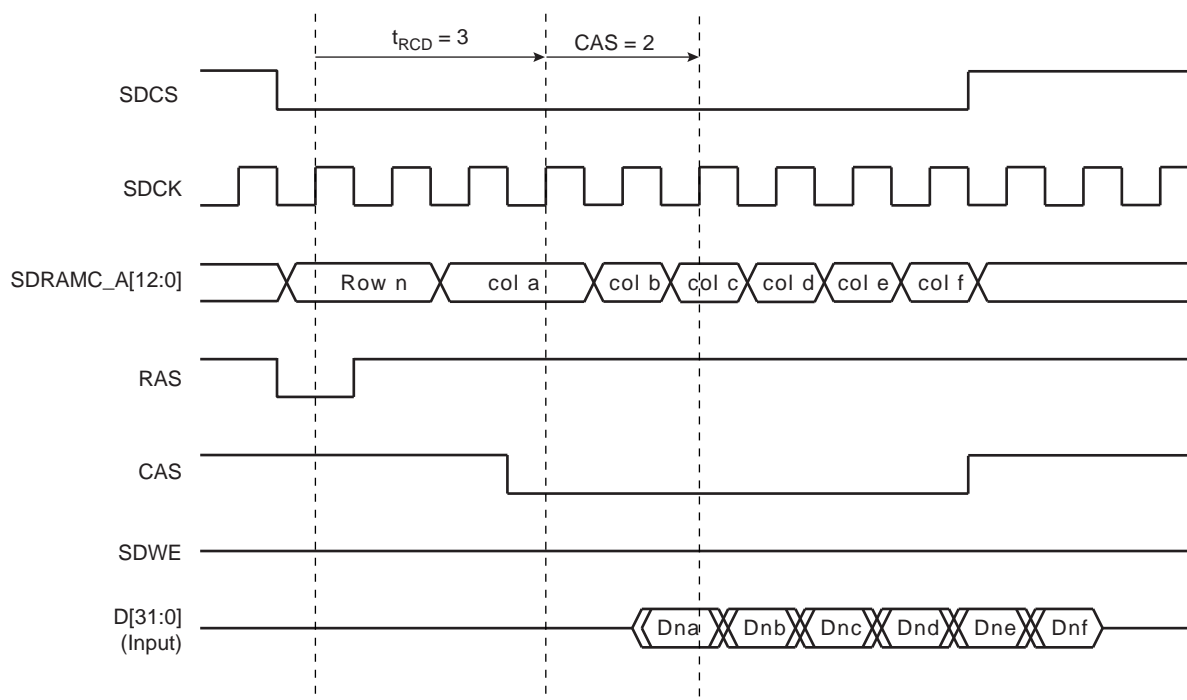 tRCD = 3
CAS = 2
SDCS
SDCK
SDRAMC_A[12:0]
Row n
col a
col b
col c
col d
col e
col f
RAS
CAS
SDWE
D[31:0]
(Input)
Dna
Dnb
Dnc
Dnd
Dne
Dnf